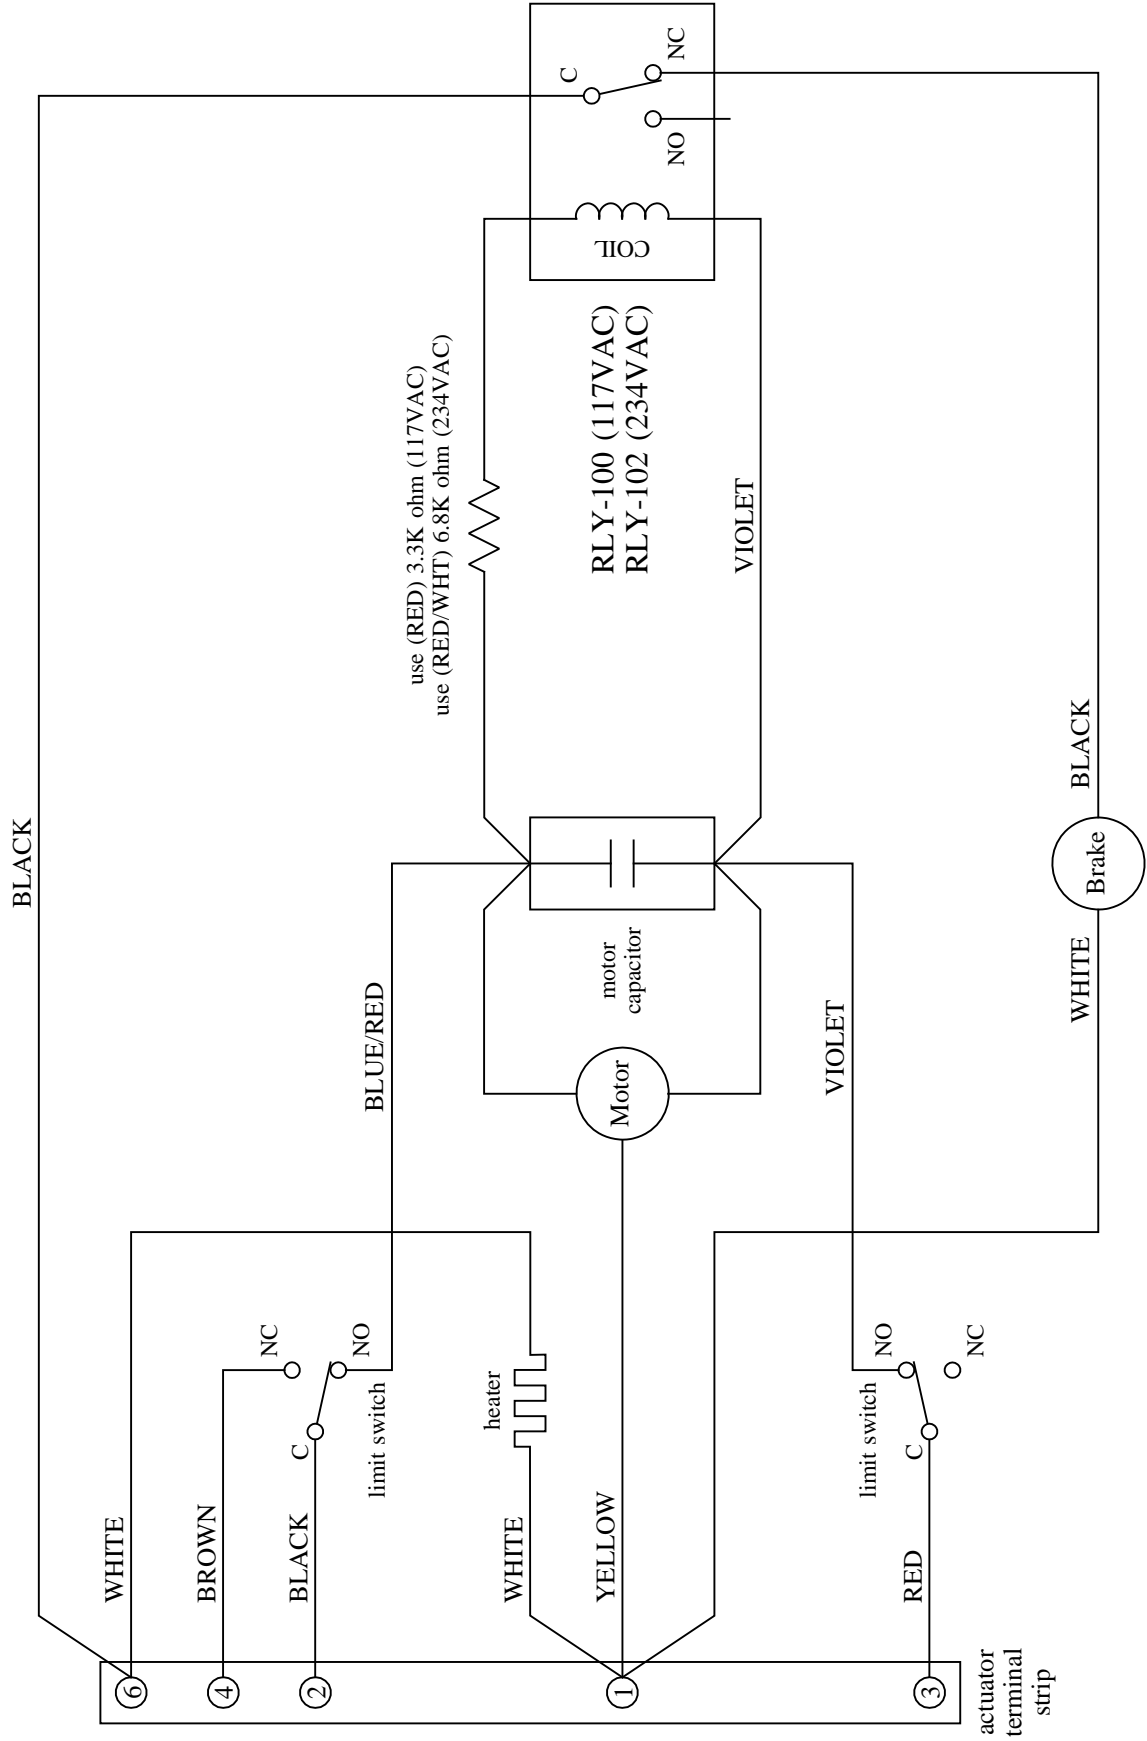 BLACK
C
NC
NO
COIL
use (RED) 3.3K ohm (117VAC)
use (RED/WHT) 6.8K ohm (234VAC)
RLY-100 (117VAC)
RLY-102 (234VAC)
VIOLET
BLACK
Brake
WHITE
motor
capacitor
BLUE/RED
Motor
VIOLET
NC
NO
C
limit switch
heater
NO
NC
C
limit switch
WHITE
BROWN
BLACK
WHITE
YELLOW
RED
6
4
2
1
3
actuator
terminal
strip